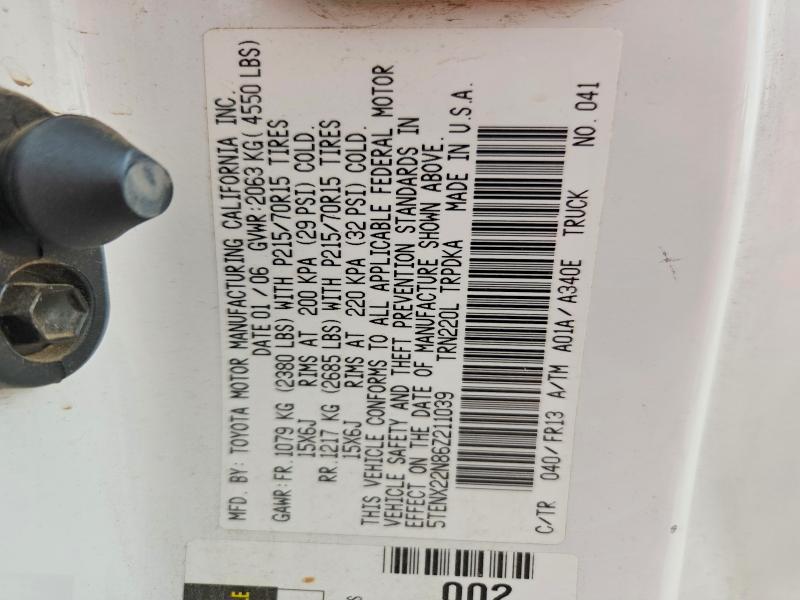 MFD. BY: TOYOTA MOTOR MANUFACTURING CALIFORNIA INC.
DATE 01/06 GVWR:2063 KG( 4550 LBS)
GAWR:FR.1079 KG (2380 LBS) WITH P215/70R15 TIRES
15X6J RIMS AT 200 KPA (29 PSI) COLD.
RR.1217 KG (2685 LBS) WITH P215/70R15 TIRES
15X6J RIMS AT 220 KPA (32 PSI) COLD.
THIS VEHICLE CONFORMS TO ALL APPLICABLE FEDERAL MOTOR
VEHICLE SAFETY AND THEFT PREVENTION STANDARDS IN
EFFECT ON THE DATE OF MANUFACTURE SHOWN ABOVE.
5TENX22N86Z211039 TRN220L TRPDKA MADE IN U.S.A.
C/TR 040/FR13 A/TM A01A/A340E TRUCK NO. 041
002